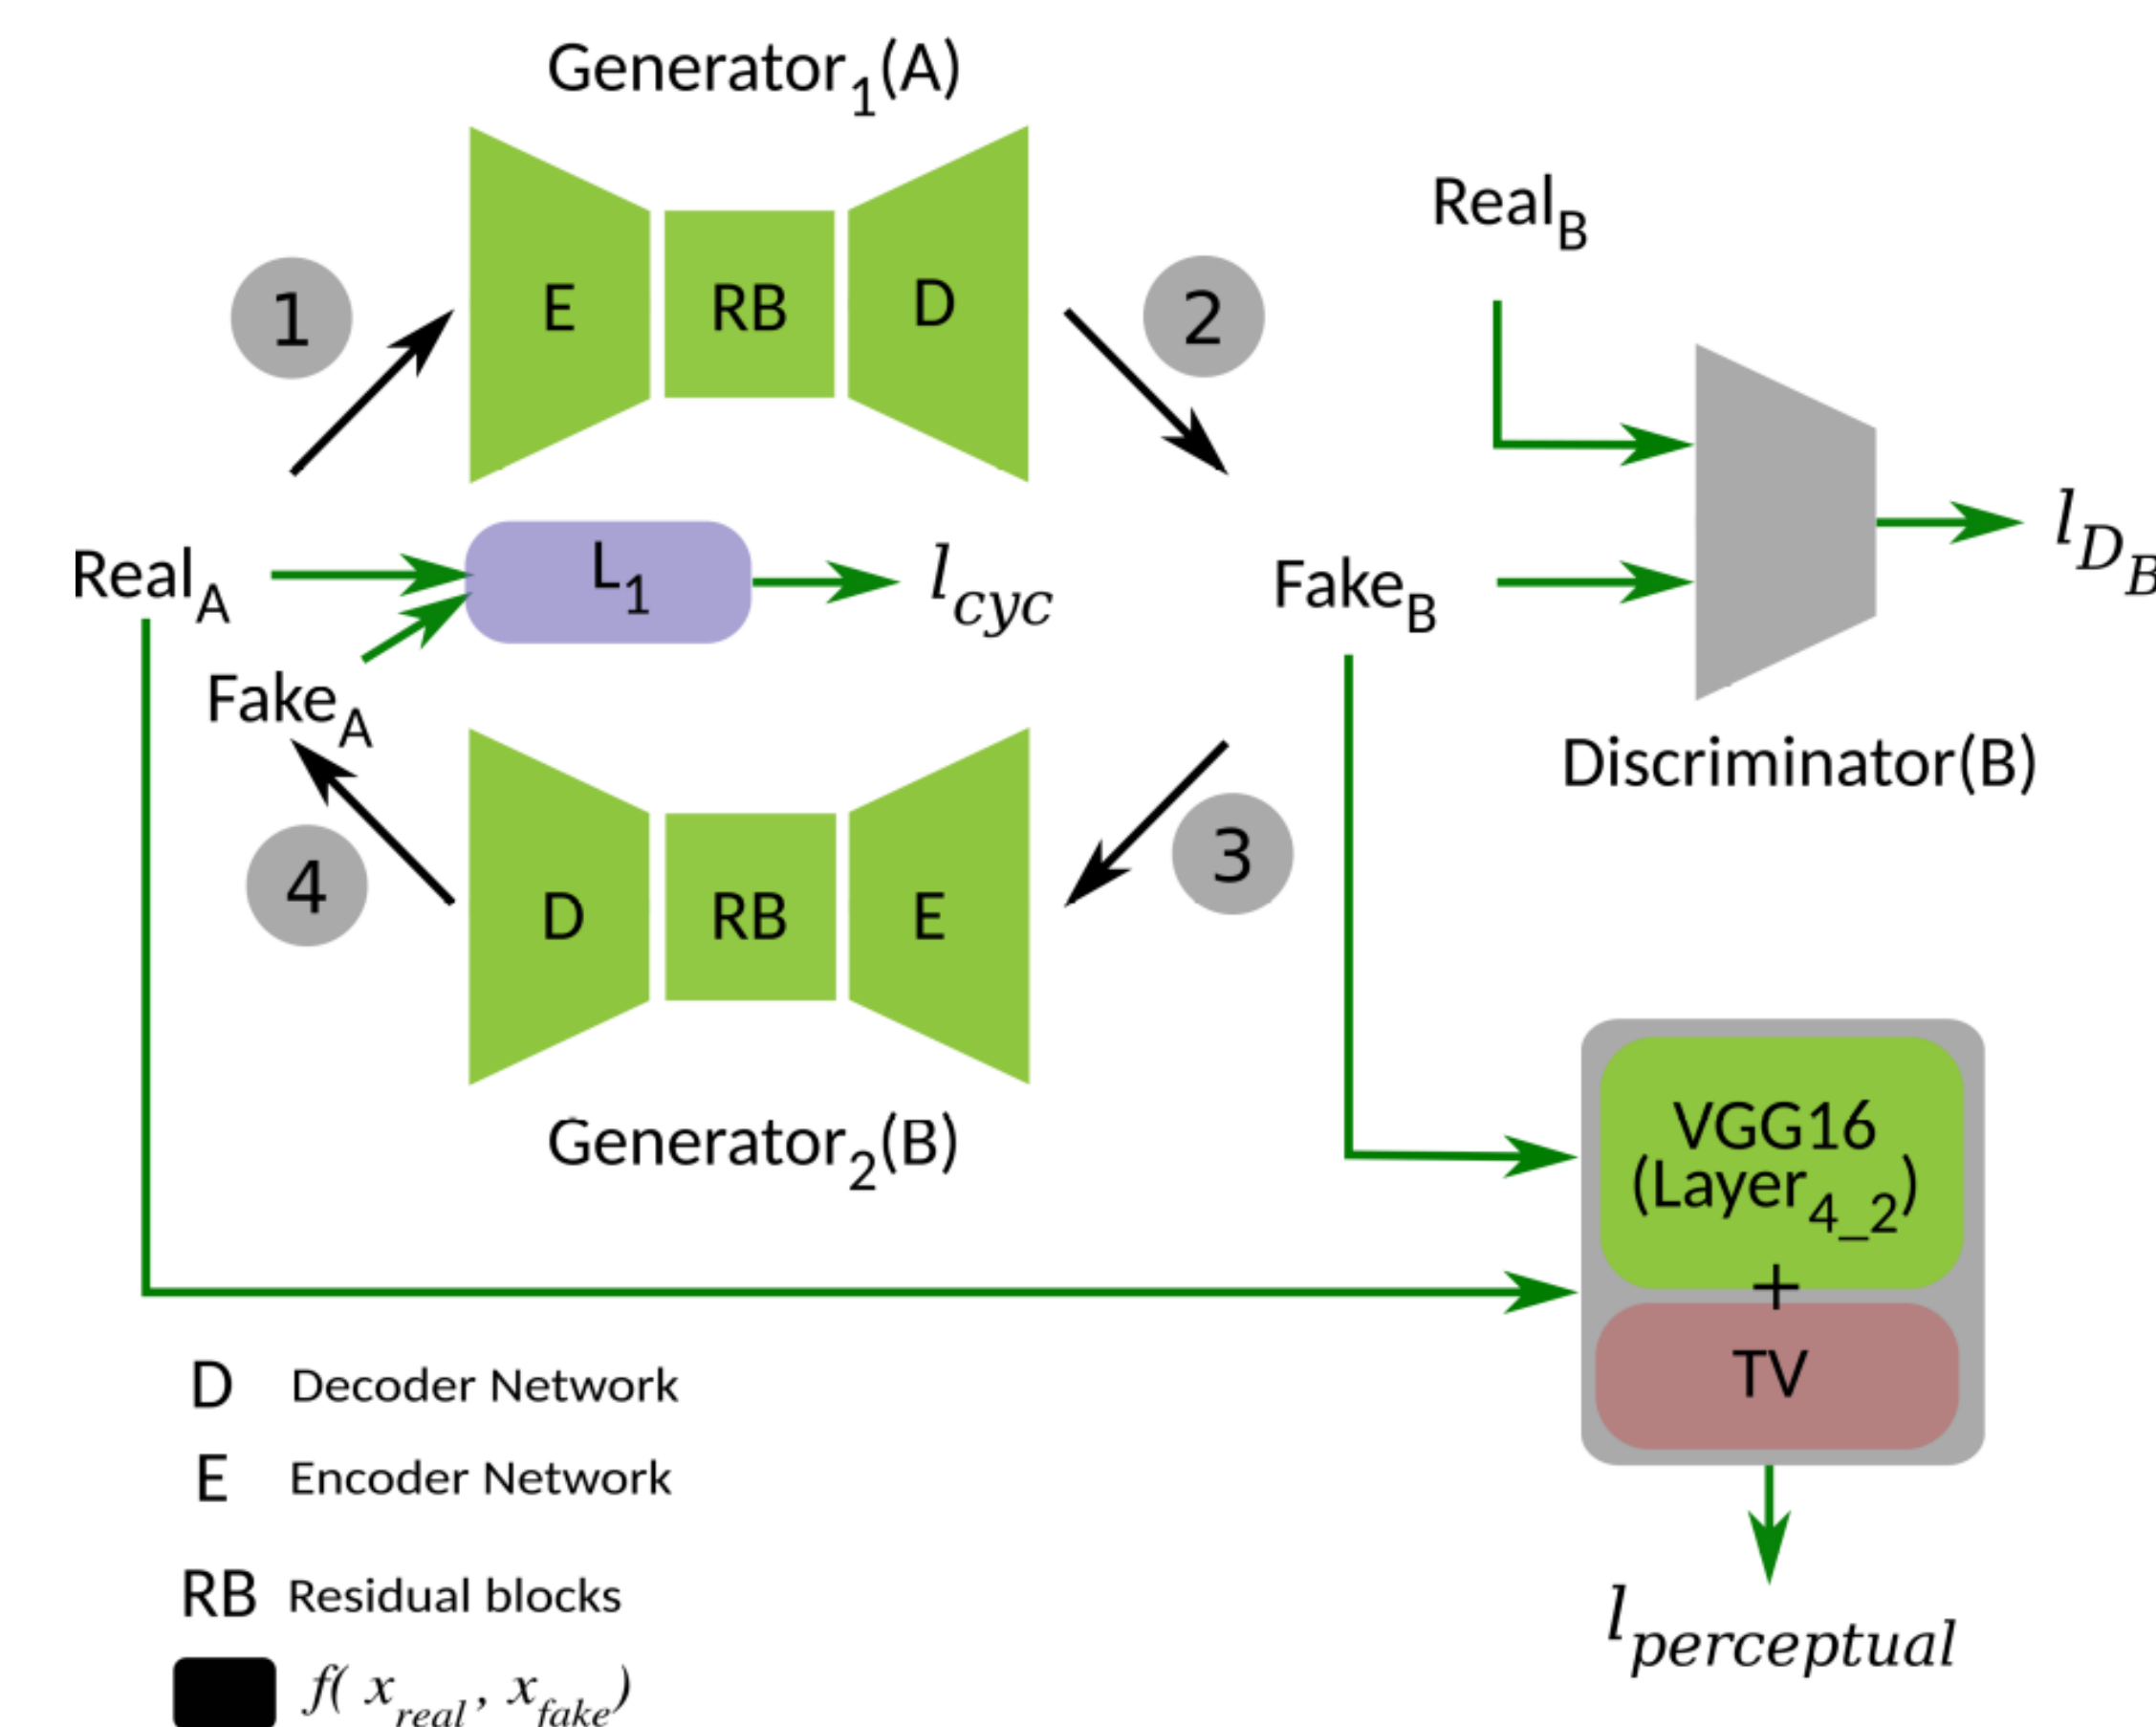 Generator1(A)
RealB
E RB D
1
2
RealA
L1
lcyc
FakeB
lDB
FakeA
Discriminator(B)
4
D RB E
3
Generator2(B)
VGG16
(Layer4_2)
+
TV
D Decoder Network
E Encoder Network
RB Residual blocks
lperceptual
f( xreal , xfake)